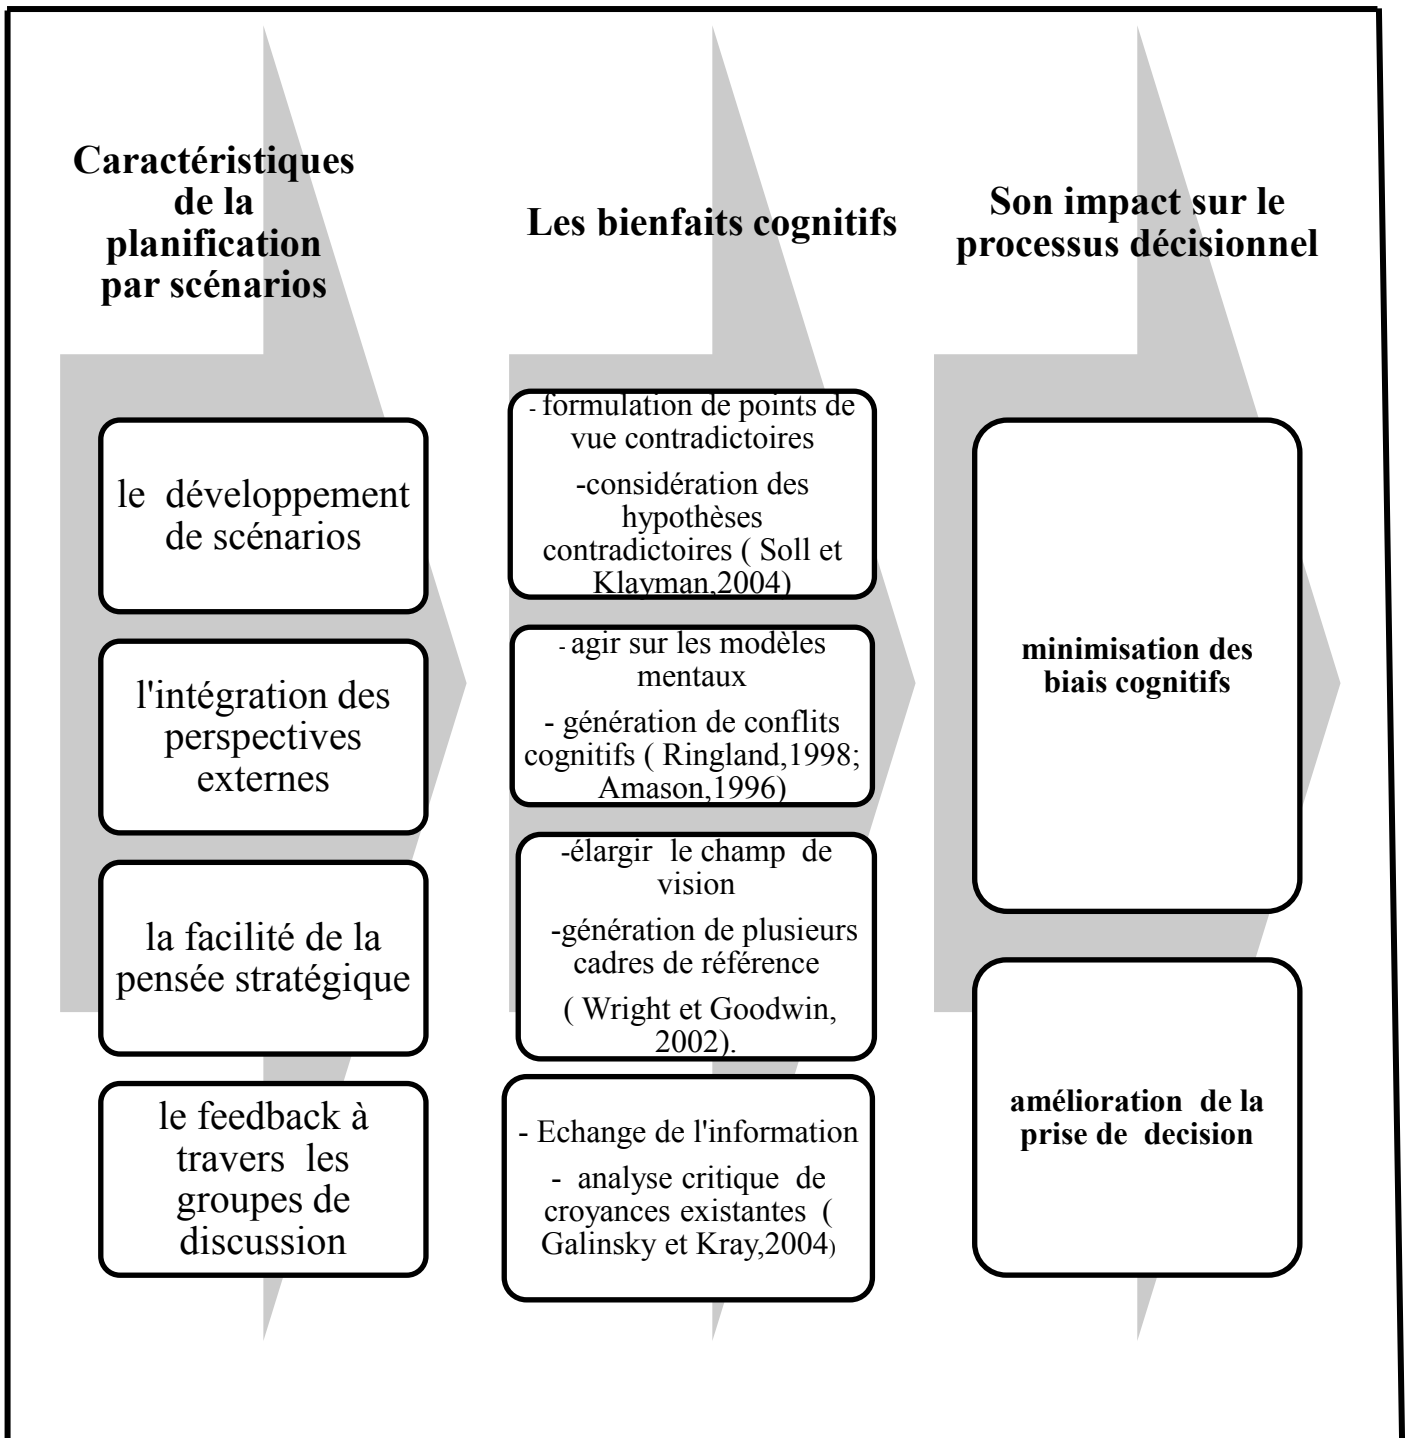 Caractéristiques
de la
planification
par scénarios
le  développement
de scénarios
l'intégration des
perspectives
externes
la facilité de la
pensée stratégique
le feedback à
travers  les
groupes de
discussion
Les bienfaits cognitifs
- formulation de points de
vue contradictoires
-considération des
hypothèses
contradictoires ( Soll et
Klayman,2004)
- agir sur les modèles
mentaux
- génération de conflits
cognitifs ( Ringland,1998;
Amason,1996)
-élargir  le champ  de
vision
-génération de plusieurs
cadres de référence
( Wright et Goodwin,
2002).
- Echange de l'information
-  analyse critique  de
croyances existantes  (
Galinsky et Kray,2004)
Son impact sur le
processus décisionnel
minimisation des
biais cognitifs
amélioration  de la
prise de  decision